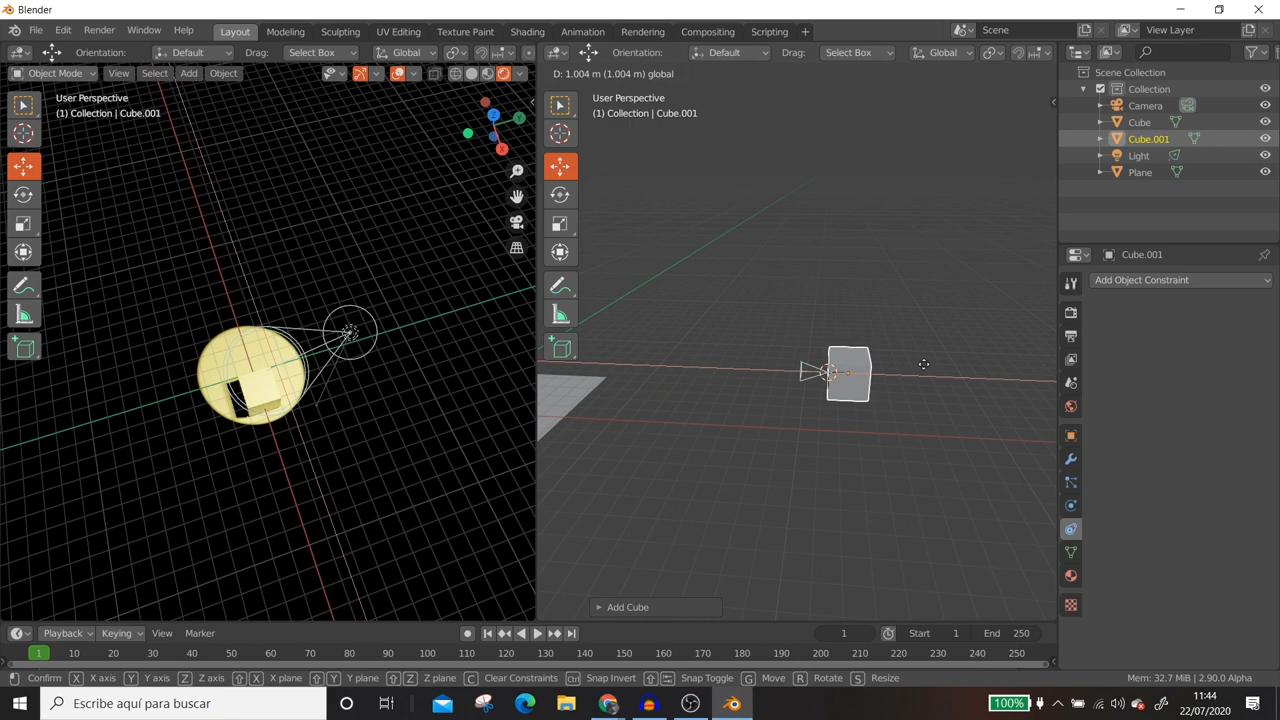 Blender
File Edit Render Window Help Layout Modeling Sculpting UV Editing Texture Paint Shading Animation Rendering Compositing Scripting + Scene View Layer
Orientation: Default Drag: Select Box Global Orientation: Default Drag: Select Box Global
Object Mode View Select Add Object D: 1.004 m (1.004 m) global Scene Collection
Collection
User Perspective User Perspective Camera
(1) Collection | Cube.001 (1) Collection | Cube.001 Cube
Z Y X Cube.001
Light
Plane
Cube.001
Add Object Constraint
Add Cube
Playback Keying View Marker 1 Start 1 End 250
1 10 20 30 40 50 60 70 80 90 100 110 120 130 140 150 160 170 180 190 200 210 220 230 240 250
Confirm X X axis Y Y axis Z Z axis X X plane Y Y plane Z Z plane C Clear Constraints Ctrl Snap Invert Snap Toggle G Move R Rotate S Resize Mem: 32.7 MiB | 2.90.0 Alpha
Escribe aquí para buscar 100% 11:44
22/07/2020